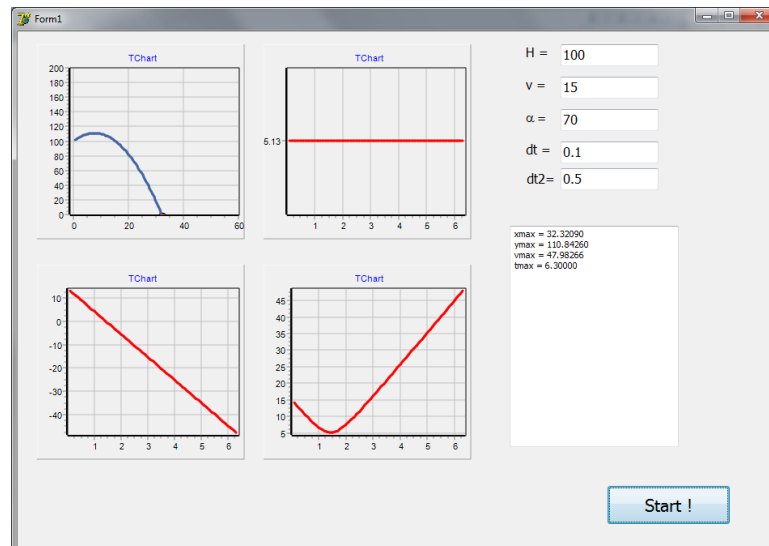 Form1
TChart
200
180
160
140
120
100
80
60
40
20
0
0 20 40 60
TChart
5.13
1 2 3 4 5 6
H = 100
v = 15
α = 70
dt = 0.1
dt2= 0.5
xmax = 32.32090
ymax = 110.84260
vmax = 47.98266
tmax = 6.30000
TChart
10
0
-10
-20
-30
-40
1 2 3 4 5 6
TChart
45
40
35
30
25
20
15
10
5
1 2 3 4 5 6
Start !